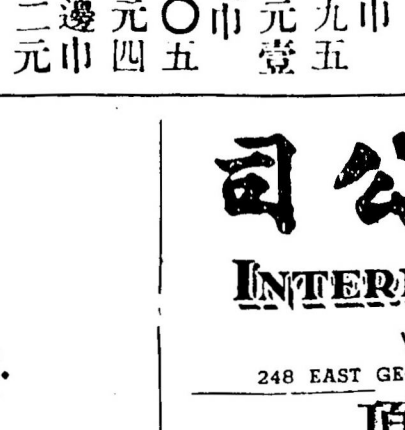 巾
九五
元壹
巾
〇五
元四
邊巾
二元
公司
INTER
248 EAST GE